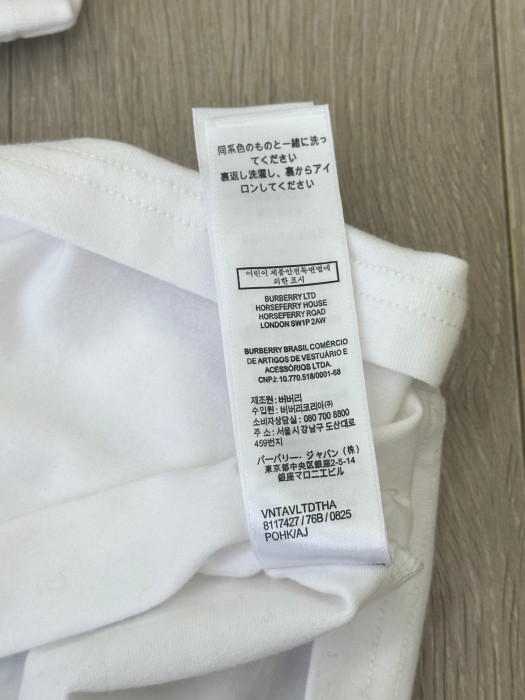 同系色のものと一緒に洗っ
てください
裏返し洗濯し、裏からアイ
ロンしてください
어린이 제품안전특별법에
의한 표시
BURBERRY LTD
HORSEFERRY HOUSE
HORSEFERRY ROAD
LONDON SW1P 2AW
BURBERRY BRASIL COMÉRCIO
DE ARTIGOS DE VESTUÁRIO E
ACESSÓRIOS LTDA.
CNPJ: 10.770.518/0001-68
제조원 : 버버리
수입원 : 버버리코리아㈜
소비자상담실 : 080 700 8800
주 소 : 서울시 강남구 도산대로
459번지
バーバリー・ジャパン（株）
東京都中央区銀座2-5-14
銀座マロニエビル
VNTAVLTDTHA
8117427 / 76B / 0825
POHK/AJ